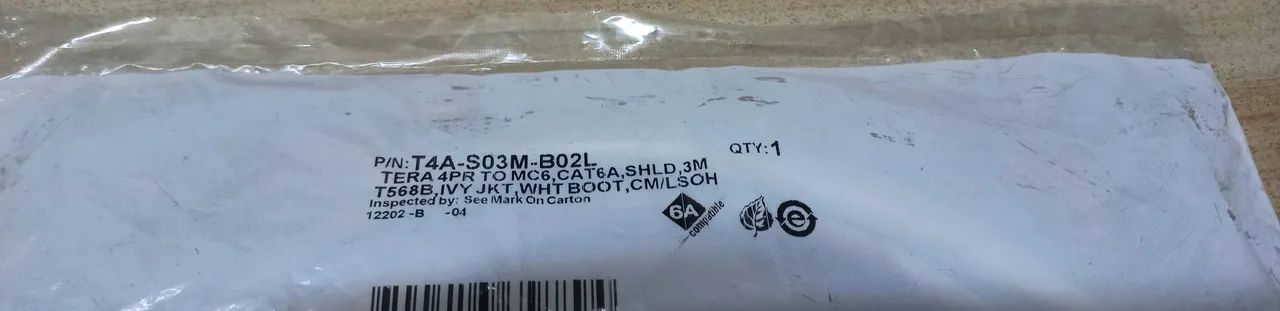 P/N:T4A-S03M-B02L QTY:1
TERA 4PR TO MC6,CAT6A,SHLD,3M
T568B,IVY JKT,WHT BOOT,CM/LSOH
Inspected by: See Mark On Carton
12202-B -04
6A
compatible
e